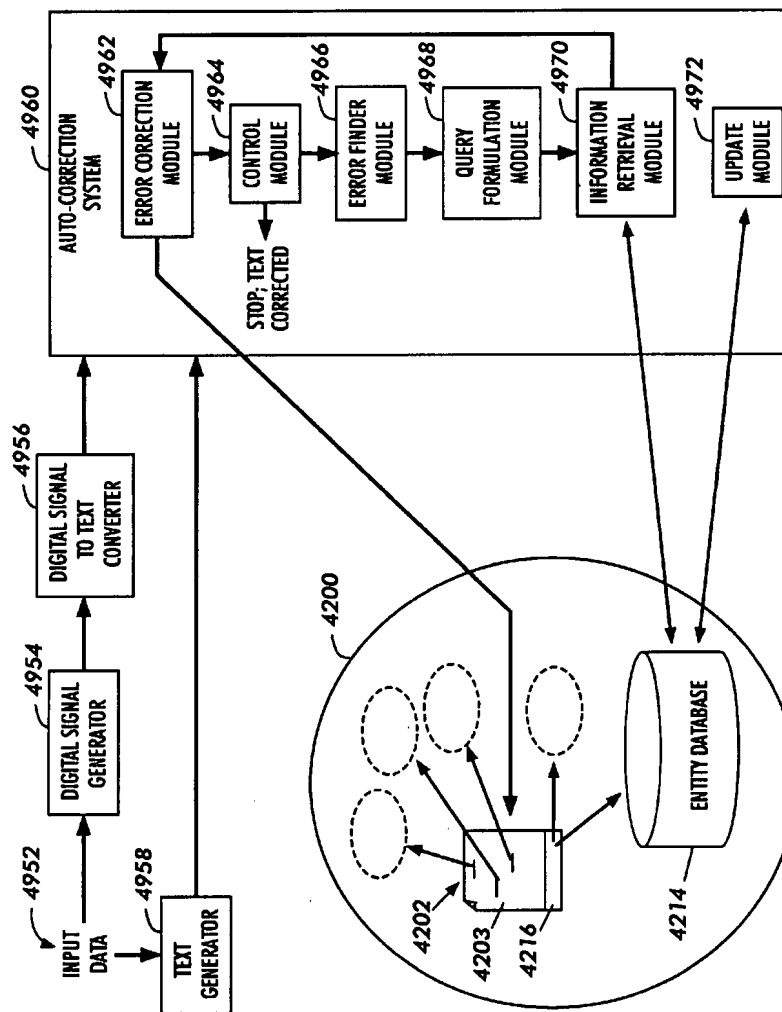 4952
INPUT
DATA
4954
DIGITAL SIGNAL
GENERATOR
4956
DIGITAL SIGNAL
TO TEXT
CONVERTER
4958
TEXT
GENERATOR
4960
AUTO-CORRECTION
SYSTEM
4962
ERROR CORRECTION
MODULE
4964
CONTROL
MODULE
STOP; TEXT
CORRECTED
4966
ERROR FINDER
MODULE
4968
QUERY
FORMULATION
MODULE
4970
INFORMATION
RETRIEVAL
MODULE
4972
UPDATE
MODULE
4200
4202
4203
4216
ENTITY DATABASE
4214